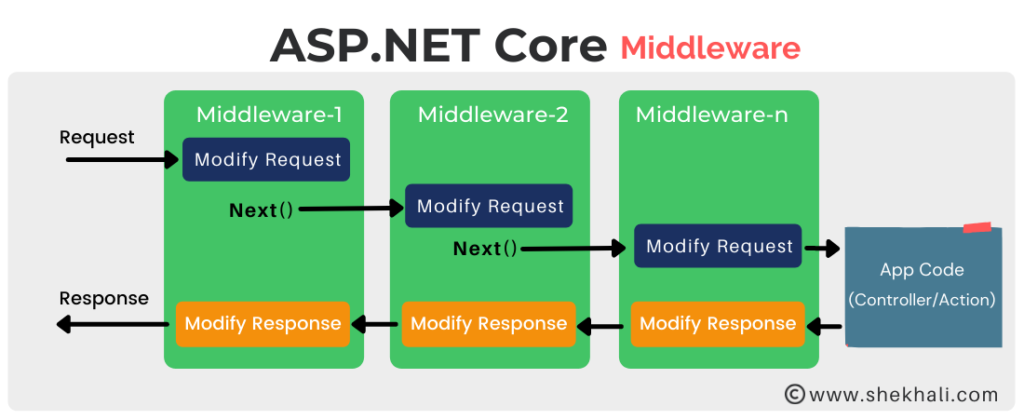 ASP.NET Core Middleware
Middleware-1
Middleware-2
Middleware-n
Request
Modify Request
Next()
Modify Request
Next()
Modify Request
App Code
(Controller/Action)
Response
Modify Response
Modify Response
Modify Response
©www.shekhali.com